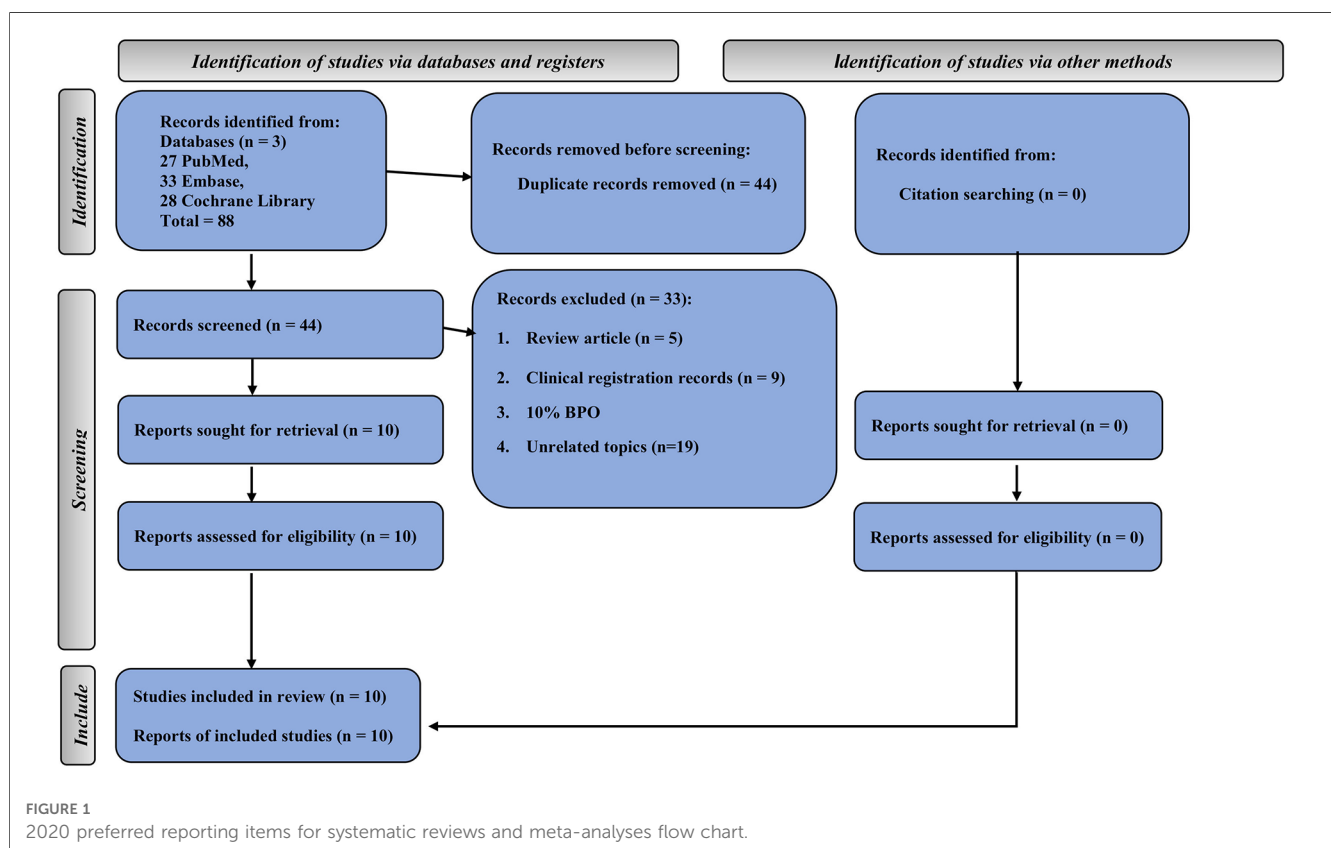 Identification of studies via databases and registers
Identification of studies via other methods
Identification
Records identified from:
Databases (n = 3)
27 PubMed,
33 Embase,
28 Cochrane Library
Total = 88
Records removed before screening:
Duplicate records removed (n = 44)
Records identified from:
Citation searching (n = 0)
Screening
Records screened (n = 44)
Records excluded (n = 33):
1. Review article (n = 5)
2. Clinical registration records (n = 9)
3. 10% BPO
4. Unrelated topics (n=19)
Reports sought for retrieval (n = 10)
Reports sought for retrieval (n = 0)
Reports assessed for eligibility (n = 10)
Reports assessed for eligibility (n = 0)
Include
Studies included in review (n = 10)
Reports of included studies (n = 10)
FIGURE 1
2020 preferred reporting items for systematic reviews and meta-analyses flow chart.